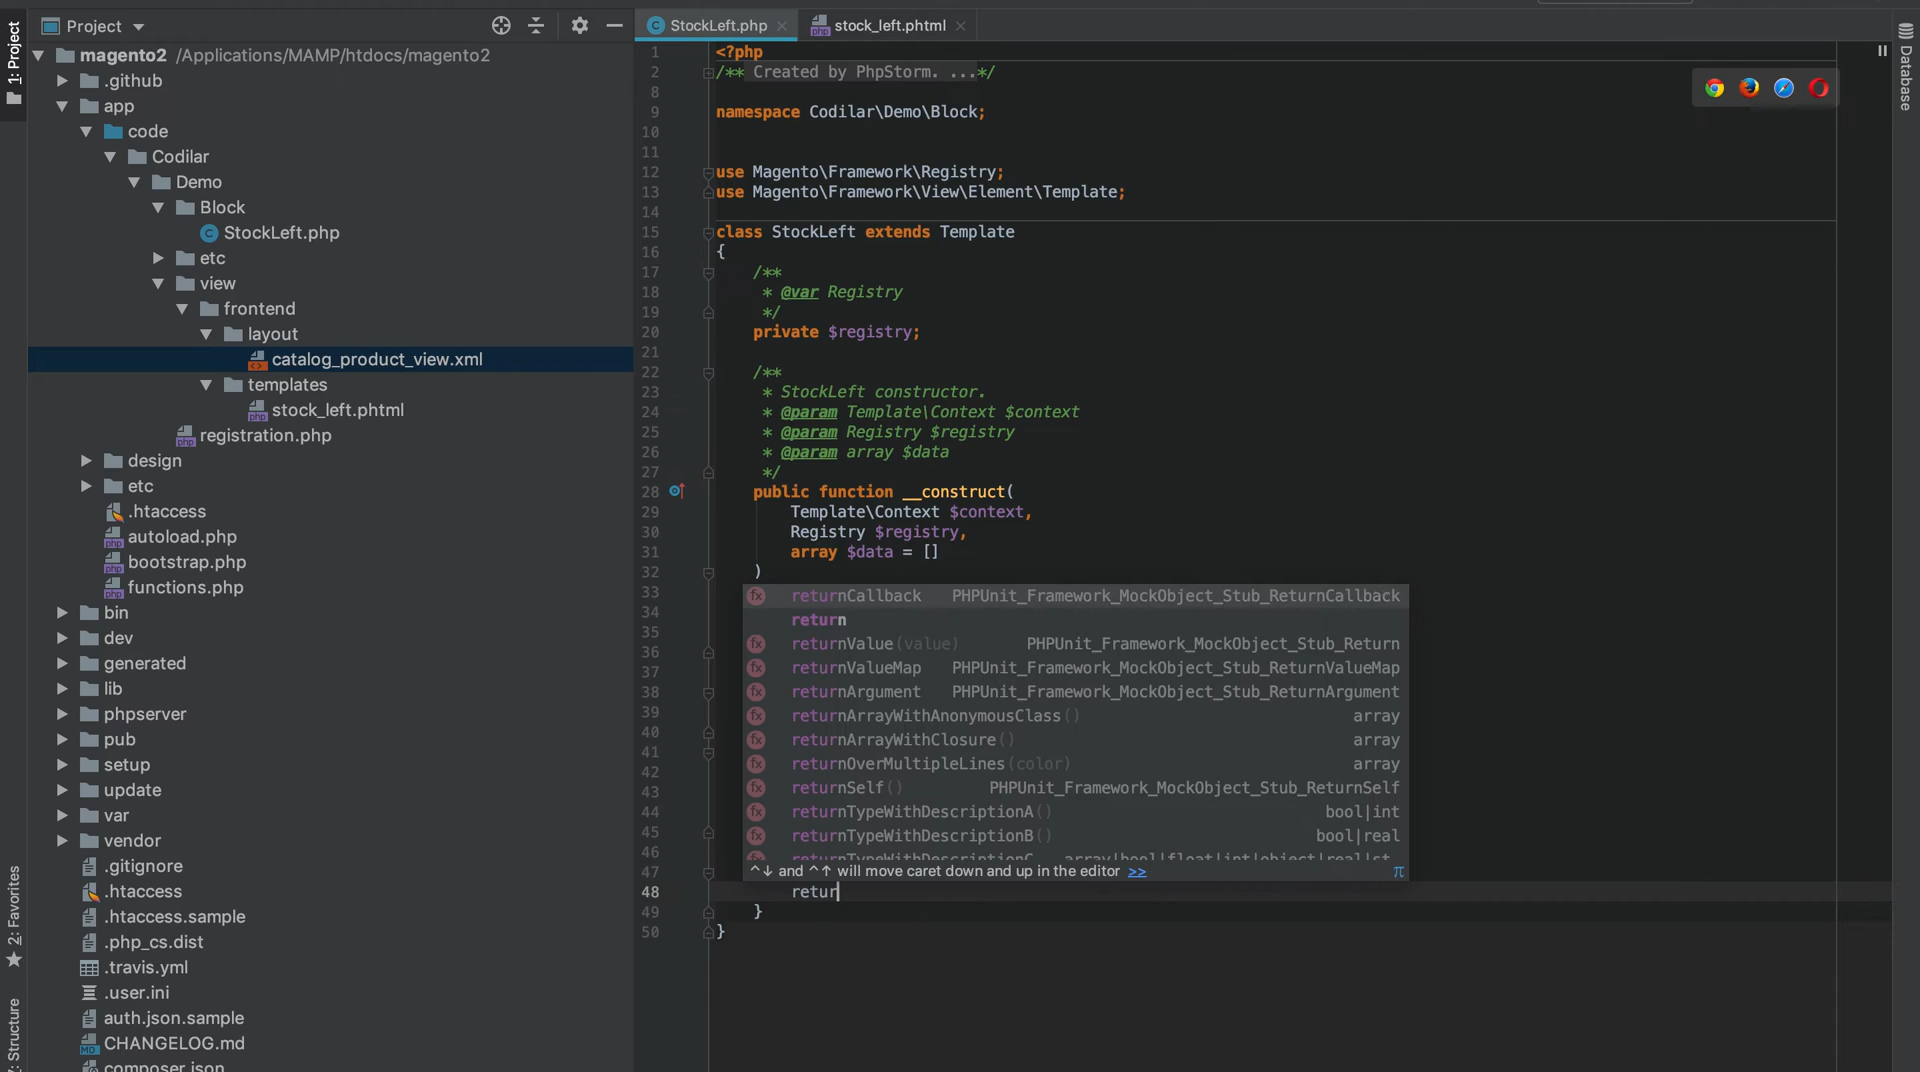 1: Project
2: Favorites
7: Structure
Project
magento2 /Applications/MAMP/htdocs/magento2
.github
app
code
Codilar
Demo
Block
StockLeft.php
etc
view
frontend
layout
catalog_product_view.xml
templates
stock_left.phtml
registration.php
design
etc
.htaccess
autoload.php
bootstrap.php
functions.php
bin
dev
generated
lib
phpserver
pub
setup
update
var
vendor
.gitignore
.htaccess
.htaccess.sample
.php_cs.dist
.travis.yml
.user.ini
auth.json.sample
CHANGELOG.md
composer.json
StockLeft.php
stock_left.phtml
1 <?php
2 /** Created by PhpStorm. ...*/
8
9 namespace Codilar\Demo\Block;
10
11
12 use Magento\Framework\Registry;
13 use Magento\Framework\View\Element\Template;
14
15 class StockLeft extends Template
16 {
17 /**
18 * @var Registry
19 */
20 private $registry;
21
22 /**
23 * StockLeft constructor.
24 * @param Template\Context $context
25 * @param Registry $registry
26 * @param array $data
27 */
28 public function __construct(
29 Template\Context $context,
30 Registry $registry,
31 array $data = []
32 )
33
34
35
36
37
38
39
40
41
42
43
44
45
46
47
returnCallback PHPUnit_Framework_MockObject_Stub_ReturnCallback
return
returnValue(value) PHPUnit_Framework_MockObject_Stub_Return
returnValueMap PHPUnit_Framework_MockObject_Stub_ReturnValueMap
returnArgument PHPUnit_Framework_MockObject_Stub_ReturnArgument
returnArrayWithAnonymousClass() array
returnArrayWithClosure() array
returnOverMultipleLines(color) array
returnSelf() PHPUnit_Framework_MockObject_Stub_ReturnSelf
returnTypeWithDescriptionA() bool|int
returnTypeWithDescriptionB() bool|real
returnTypeWithDescriptionC array|bool|float|int|object|real|st
^↓ and ^↑ will move caret down and up in the editor >> π
48 retur
49 }
50 }
Database